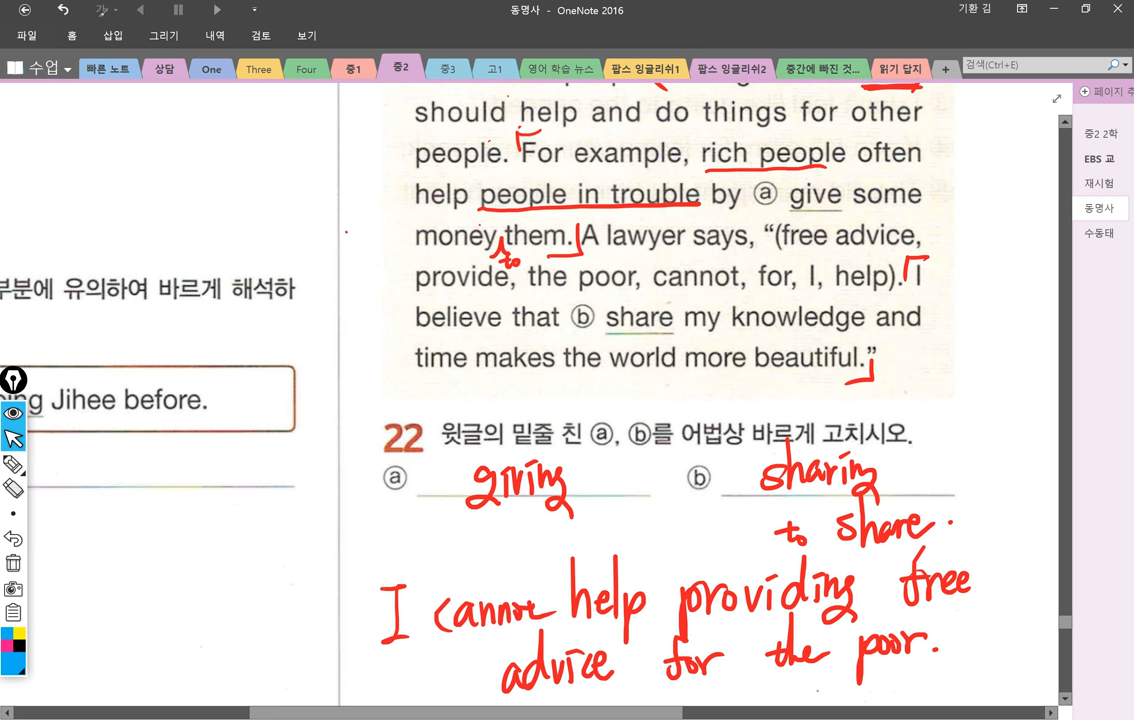 동명사 - OneNote 2016
기환 김
파일 홈 삽입 그리기 내역 검토 보기
수업 빠른 노트 상담 One Three Four 중1 중2 중3 고1 영어 학습 뉴스 팝스 잉글리쉬1 팝스 잉글리쉬2 중간에 빠진 것... 읽기 답지 검색(Ctrl+E)
페이지 추
중2 2학
EBS 교
재시험
동명사
수동태
should help and do things for other
people. For example, rich people often
help people in trouble by ⓐ give some
money them. A lawyer says, “(free advice,
to
provide, the poor, cannot, for, I, help). I
believe that ⓑ share my knowledge and
time makes the world more beautiful.”
부분에 유의하여 바르게 해석하
Jihee before.
22 윗글의 밑줄 친 ⓐ, ⓑ를 어법상 바르게 고치시오.
ⓐ giving ⓑ sharing
to share.
I cannot help providing free
advice for the poor.